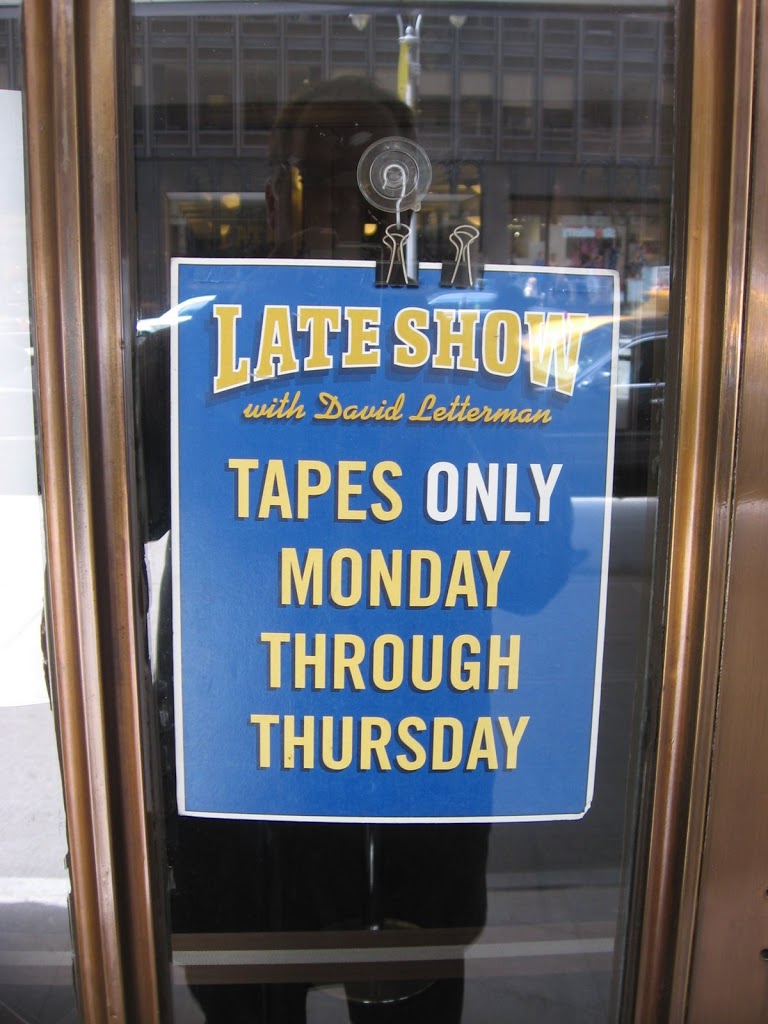 LATE SHOW
with David Letterman
TAPES ONLY
MONDAY
THROUGH
THURSDAY